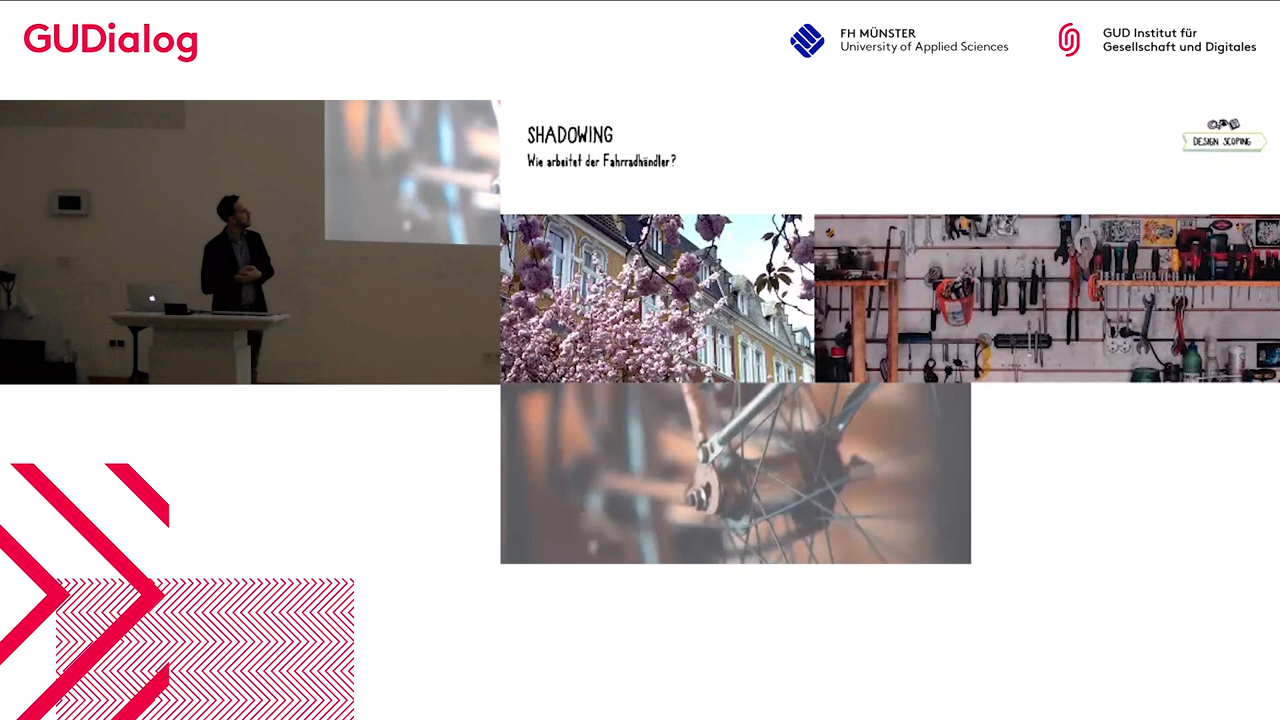 GUDialog
FH MÜNSTER
University of Applied Sciences
GUD Institut für
Gesellschaft und Digitales
SHADOWING
Wie arbeitet der Fahrradhändler?
DESIGN SCOPING